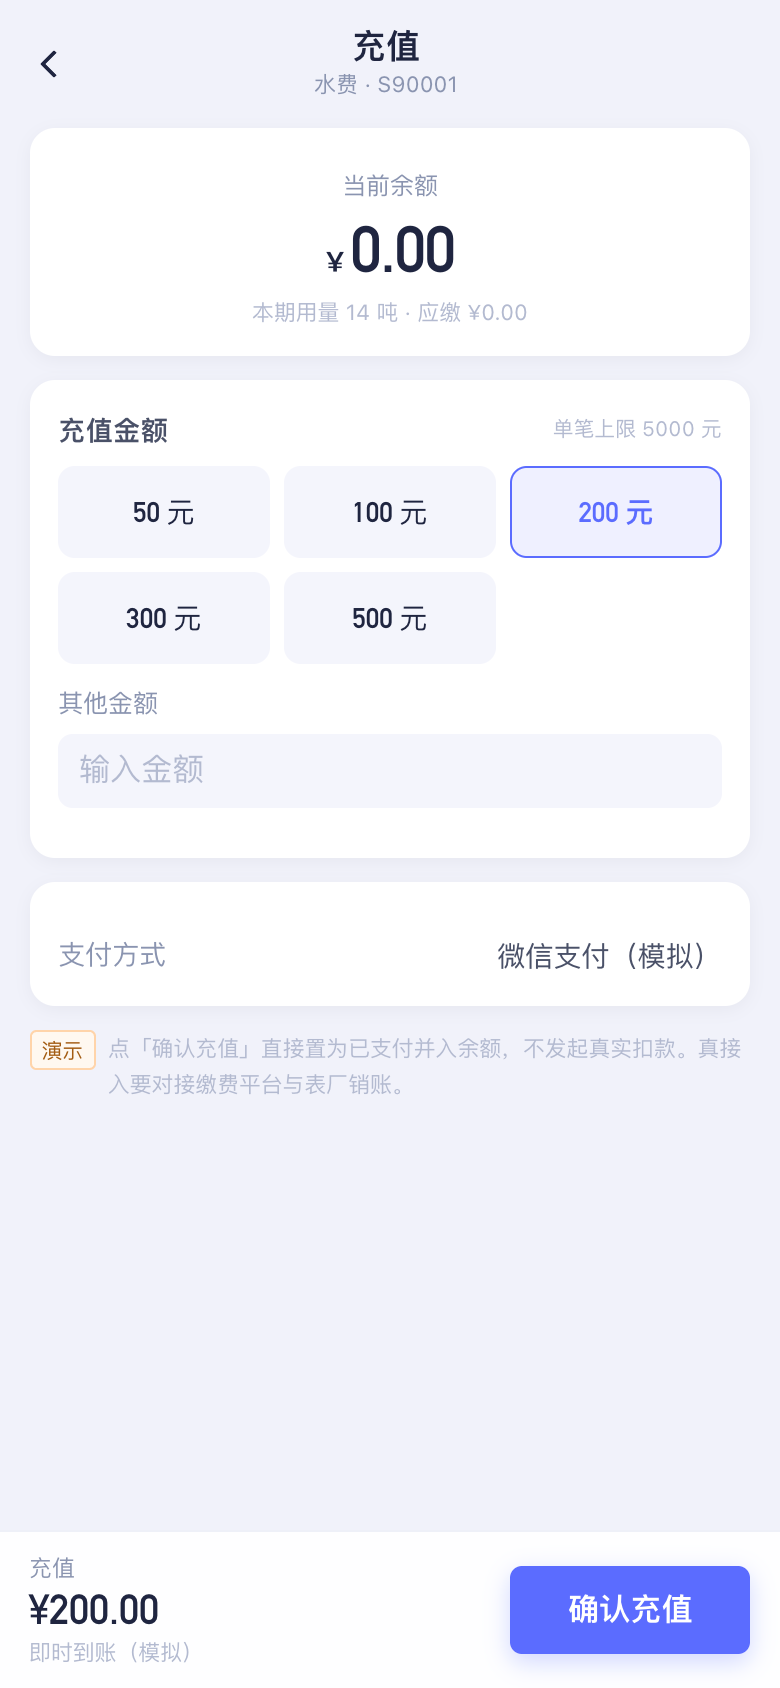 充值
水费 · S90001
当前余额
¥0.00
本期用量 14 吨 · 应缴 ¥0.00
充值金额
单笔上限 5000 元
50 元
100 元
200 元
300 元
500 元
其他金额
输入金额
支付方式
微信支付（模拟）
演示
点「确认充值」直接置为已支付并入余额，不发起真实扣款。真接
入要对接缴费平台与表厂销账。
充值
¥200.00
即时到账（模拟）
确认充值